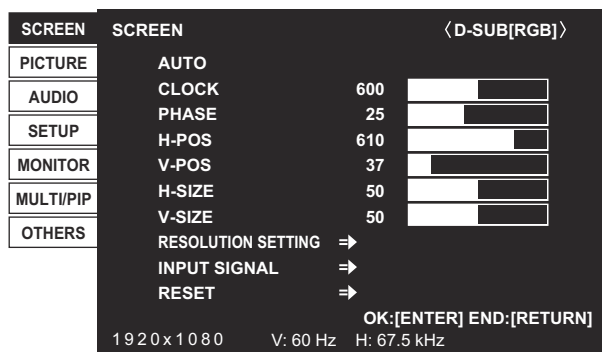 SCREEN
PICTURE
AUDIO
SETUP
MONITOR
MULTI/PIP
OTHERS
SCREEN 〈D-SUB[RGB]〉
AUTO
CLOCK 600
PHASE 25
H-POS 610
V-POS 37
H-SIZE 50
V-SIZE 50
RESOLUTION SETTING
INPUT SIGNAL
RESET
OK:[ENTER] END:[RETURN]
1920x1080 V: 60 Hz H: 67.5 kHz